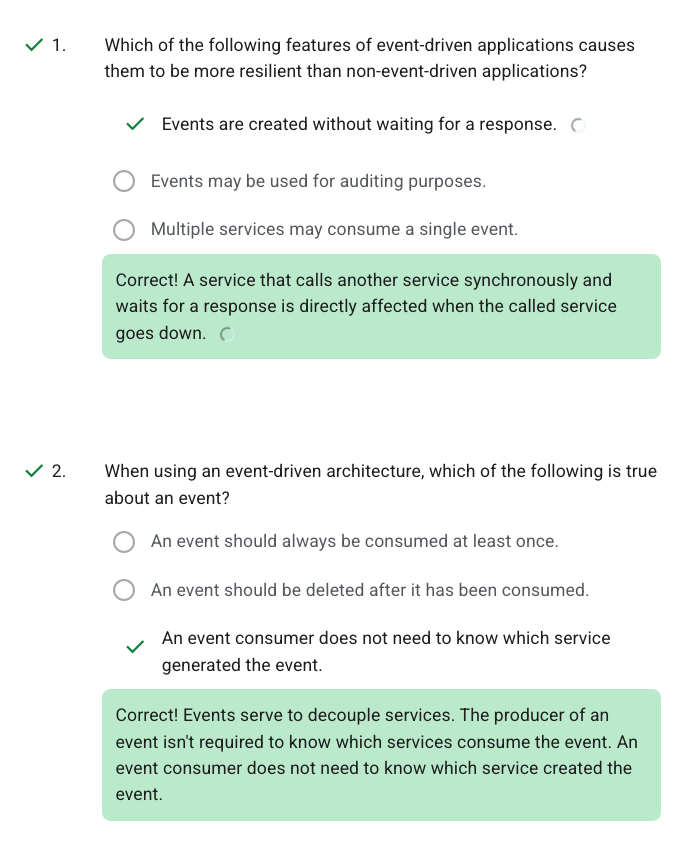 1. Which of the following features of event-driven applications causes
them to be more resilient than non-event-driven applications?
Events are created without waiting for a response.
Events may be used for auditing purposes.
Multiple services may consume a single event.
Correct! A service that calls another service synchronously and
waits for a response is directly affected when the called service
goes down.
2. When using an event-driven architecture, which of the following is true
about an event?
An event should always be consumed at least once.
An event should be deleted after it has been consumed.
An event consumer does not need to know which service
generated the event.
Correct! Events serve to decouple services. The producer of an
event isn't required to know which services consume the event. An
event consumer does not need to know which service created the
event.